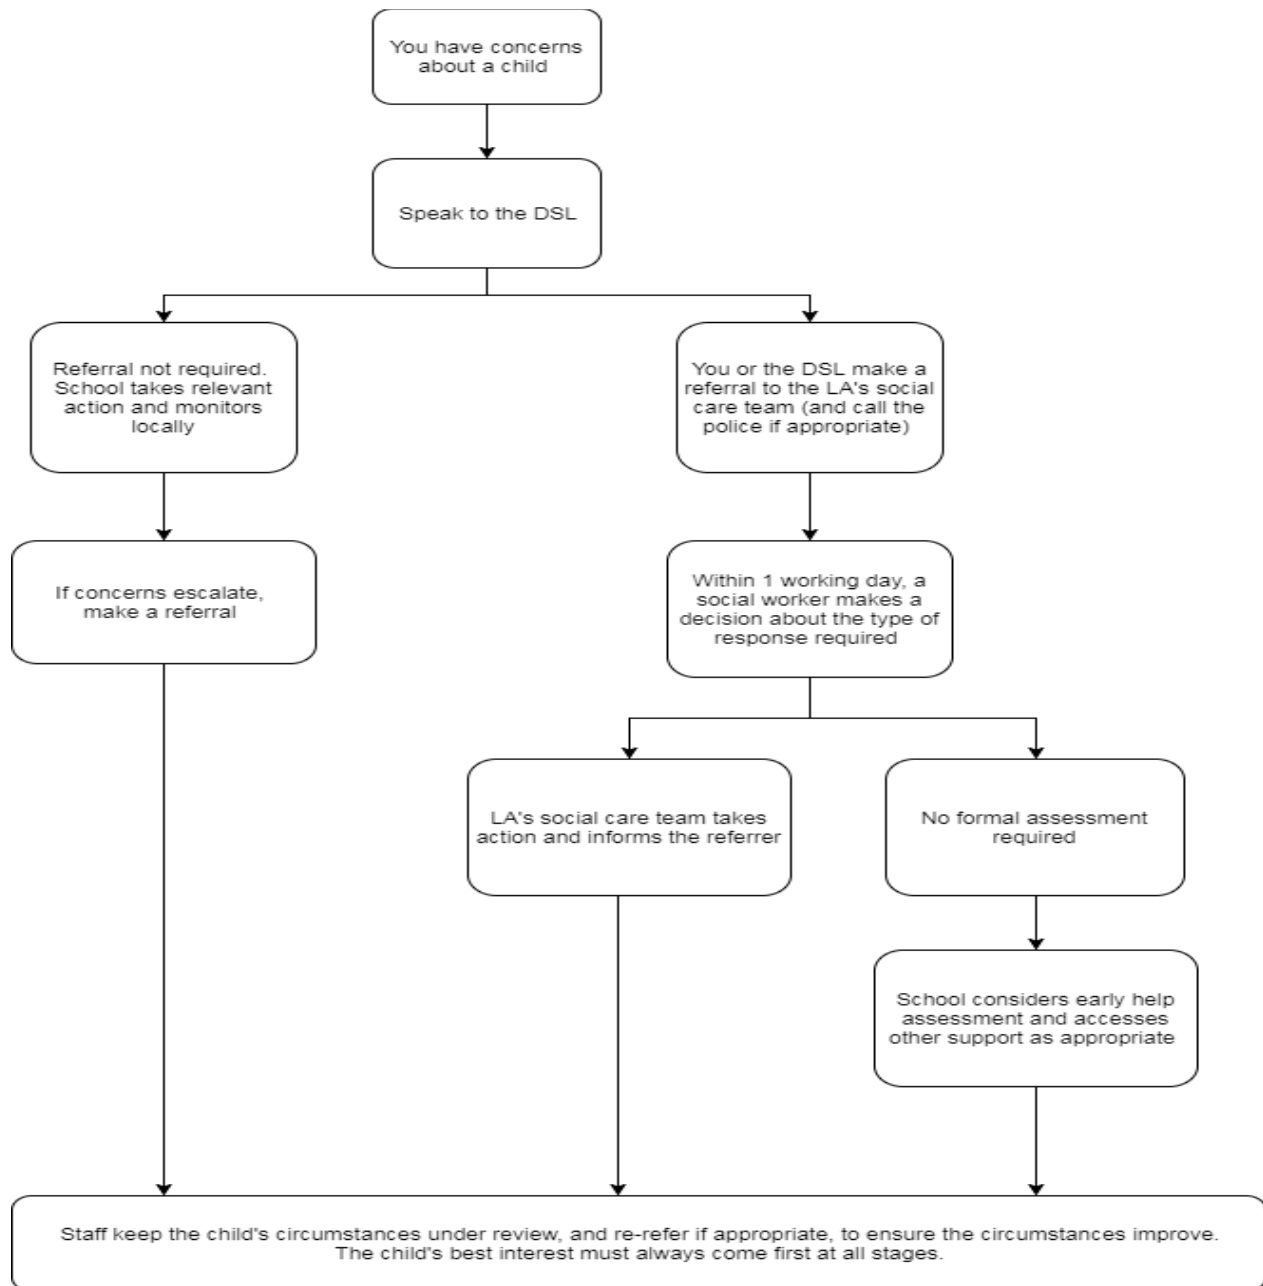 You have concerns
about a child
Speak to the DSL
Referral not required.
School takes relevant
action and monitors
locally
You or the DSL make a
referral to the LA's social
care team (and call the
police if appropriate)
If concerns escalate,
make a referral
Within 1 working day, a
social worker makes a
decision about the type of
response required
LA's social care team takes
action and informs the referrer
No formal assessment
required
School considers early help
assessment and accesses
other support as appropriate
Staff keep the child's circumstances under review, and re-refer if appropriate, to ensure the circumstances improve.
The child's best interest must always come first at all stages.